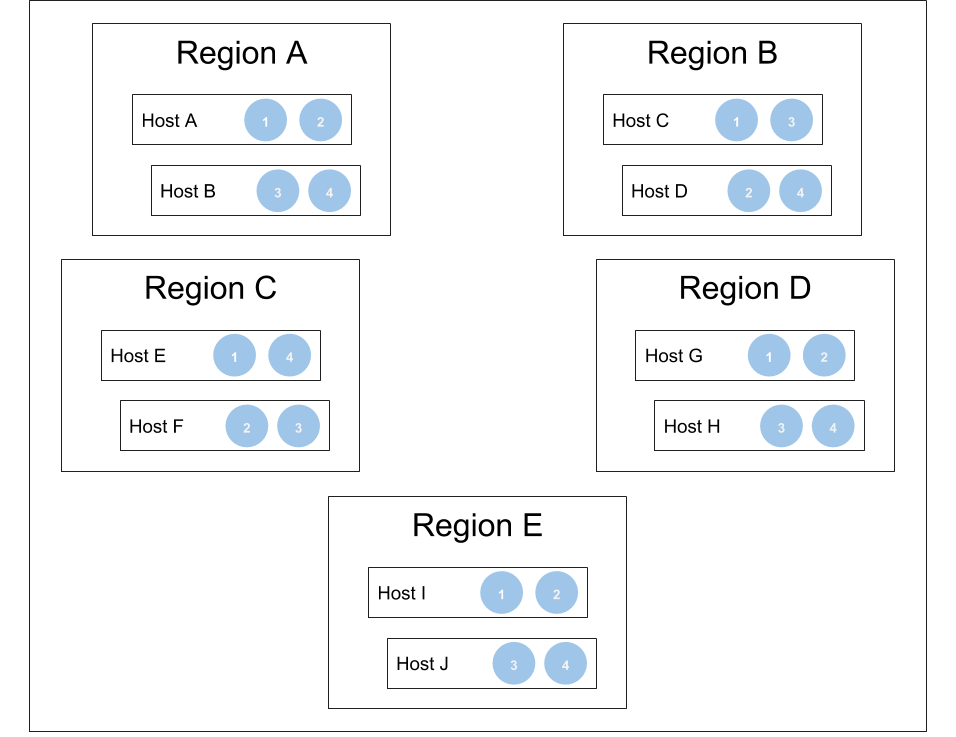 Region A
Host A 1 2
Host B 3 4
Region B
Host C 1 3
Host D 2 4
Region C
Host E 1 4
Host F 2 3
Region D
Host G 1 2
Host H 3 4
Region E
Host I 1 2
Host J 3 4